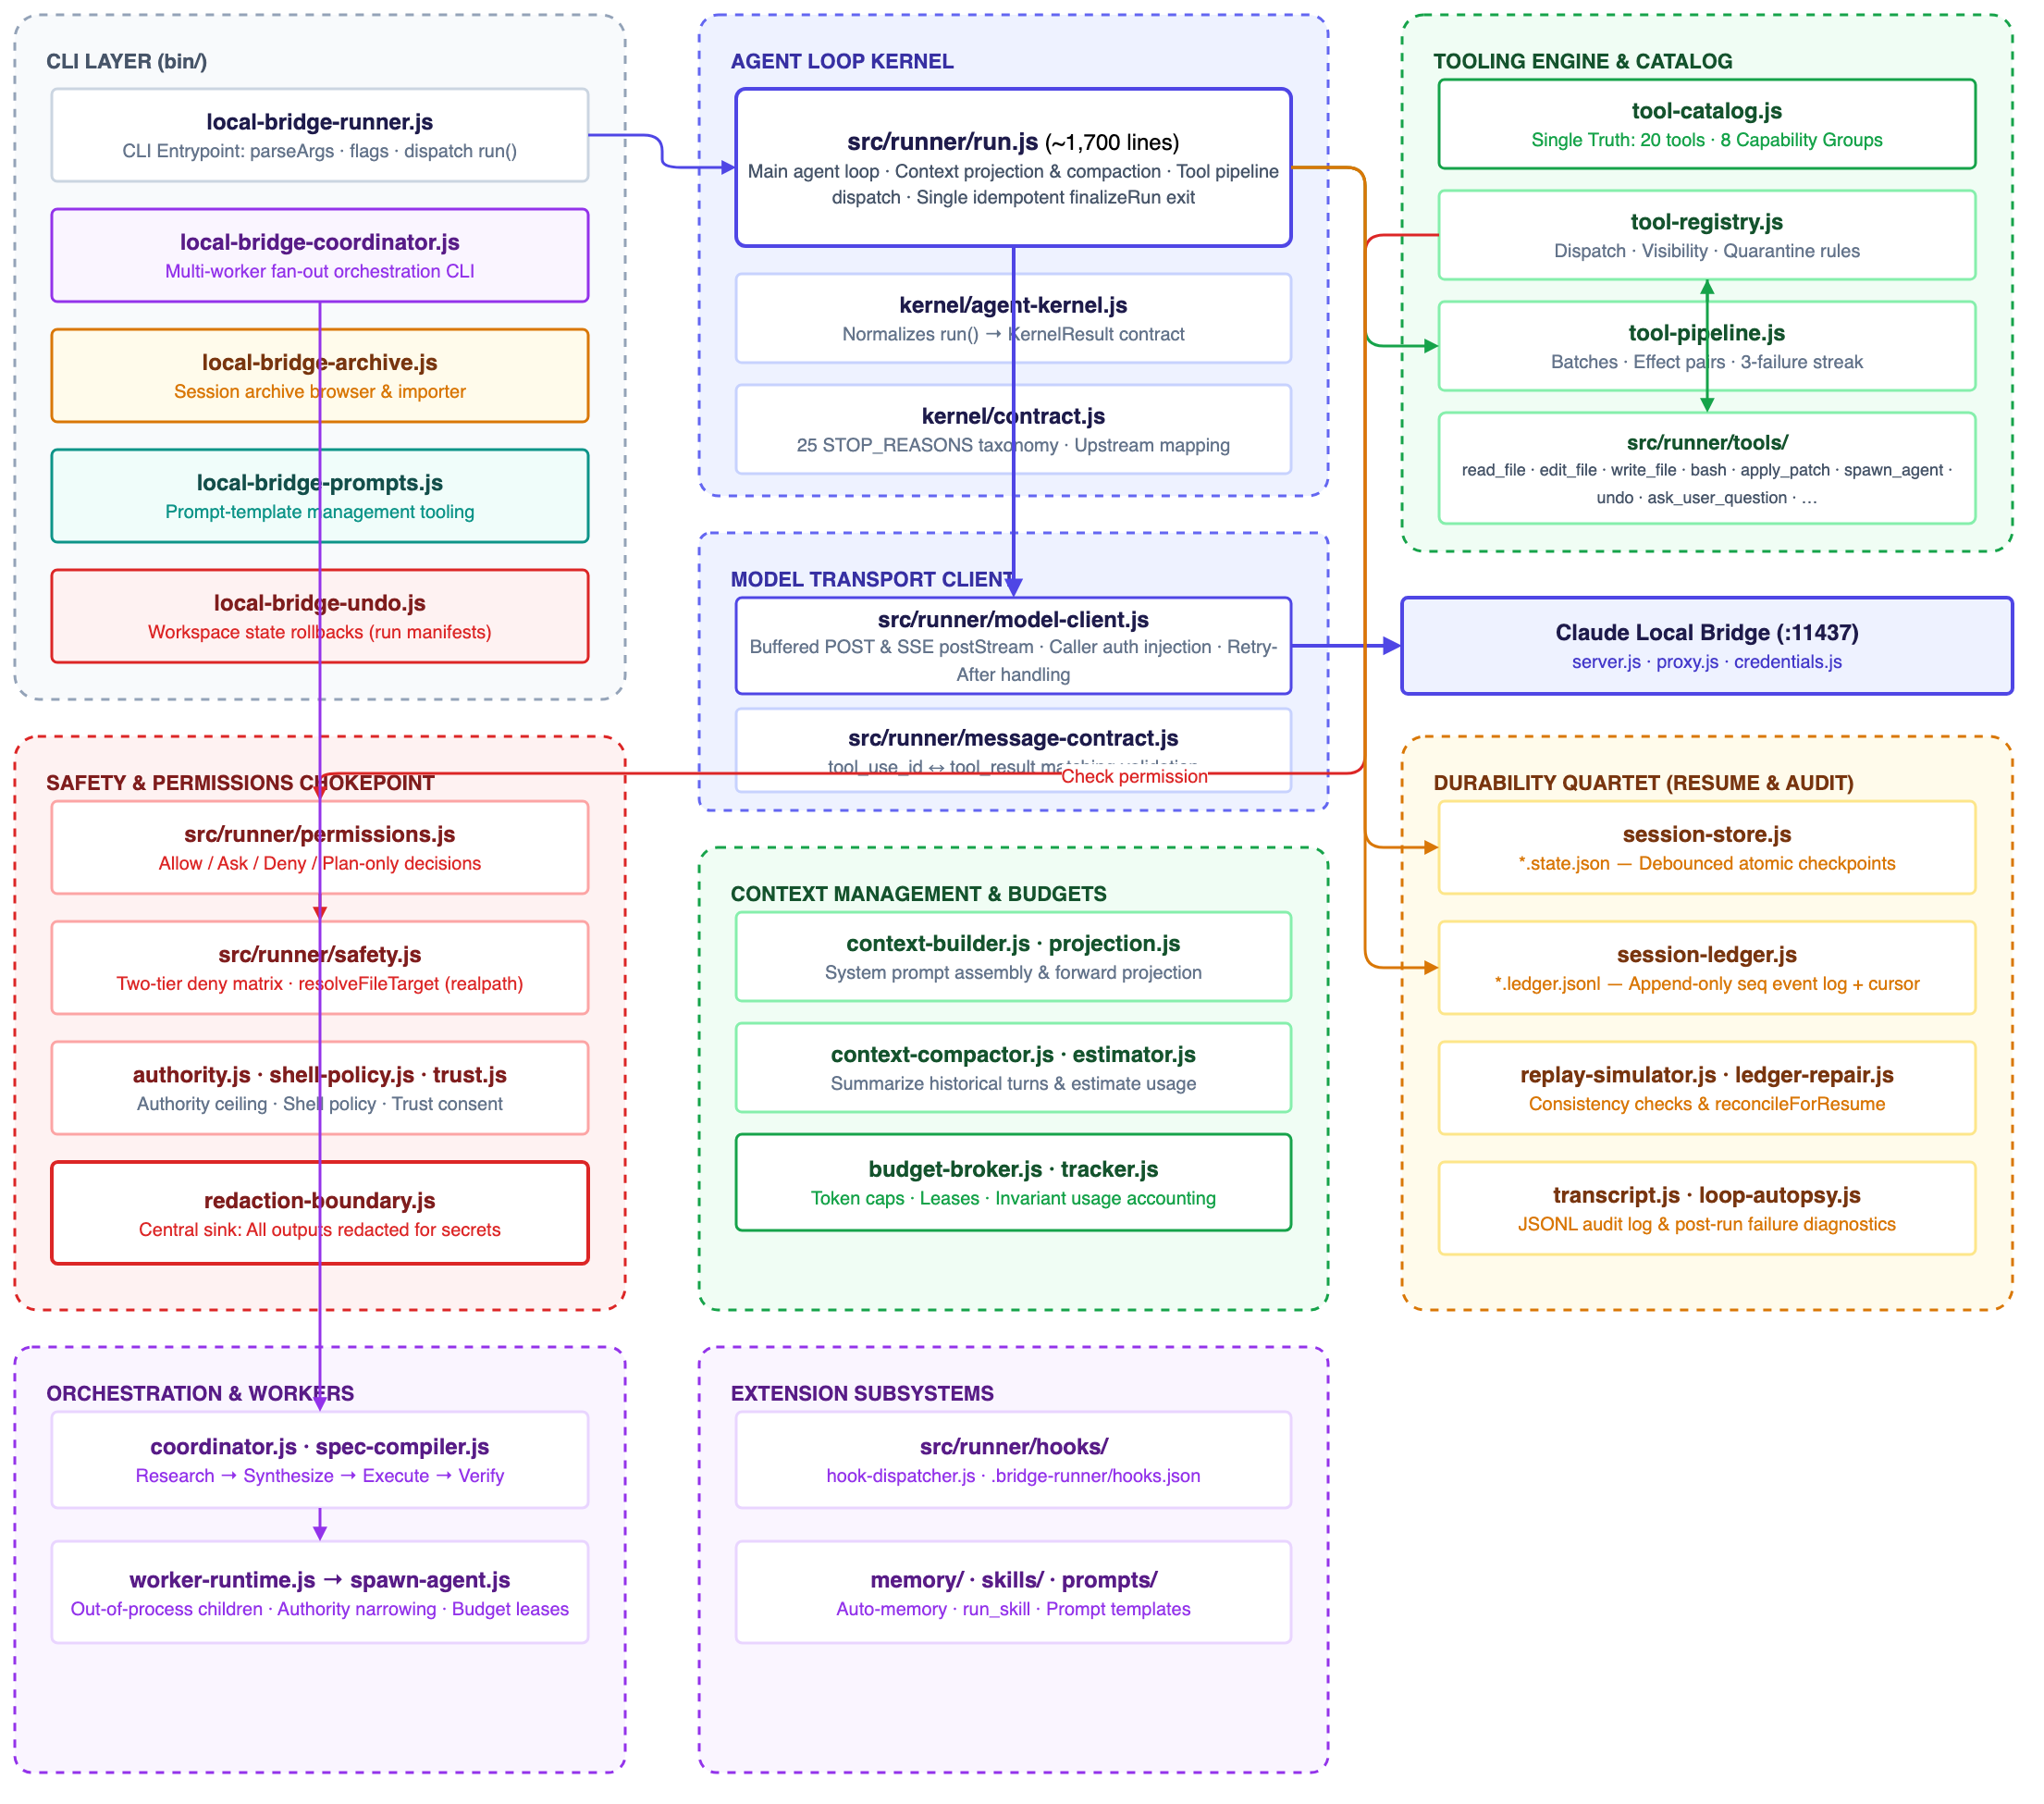 CLI LAYER (bin/)
local-bridge-runner.js
CLI Entrypoint: parseArgs · flags · dispatch run()
local-bridge-coordinator.js
Multi-worker fan-out orchestration CLI
local-bridge-archive.js
Session archive browser & importer
local-bridge-prompts.js
Prompt-template management tooling
local-bridge-undo.js
Workspace state rollbacks (run manifests)
AGENT LOOP KERNEL
src/runner/run.js (~1,700 lines)
Main agent loop · Context projection & compaction · Tool pipeline
dispatch · Single idempotent finalizeRun exit
kernel/agent-kernel.js
Normalizes run() → KernelResult contract
kernel/contract.js
25 STOP_REASONS taxonomy · Upstream mapping
TOOLING ENGINE & CATALOG
tool-catalog.js
Single Truth: 20 tools · 8 Capability Groups
tool-registry.js
Dispatch · Visibility · Quarantine rules
tool-pipeline.js
Batches · Effect pairs · 3-failure streak
src/runner/tools/
read_file · edit_file · write_file · bash · apply_patch · spawn_agent ·
undo · ask_user_question · …
MODEL TRANSPORT CLIENT
src/runner/model-client.js
Buffered POST & SSE postStream · Caller auth injection · Retry-
After handling
src/runner/message-contract.js
tool_use_id ↔ tool_result matching validation
Check permission
Claude Local Bridge (:11437)
server.js · proxy.js · credentials.js
SAFETY & PERMISSIONS CHOKEPOINT
src/runner/permissions.js
Allow / Ask / Deny / Plan-only decisions
src/runner/safety.js
Two-tier deny matrix · resolveFileTarget (realpath)
authority.js · shell-policy.js · trust.js
Authority ceiling · Shell policy · Trust consent
redaction-boundary.js
Central sink: All outputs redacted for secrets
CONTEXT MANAGEMENT & BUDGETS
context-builder.js · projection.js
System prompt assembly & forward projection
context-compactor.js · estimator.js
Summarize historical turns & estimate usage
budget-broker.js · tracker.js
Token caps · Leases · Invariant usage accounting
DURABILITY QUARTET (RESUME & AUDIT)
session-store.js
*.state.json — Debounced atomic checkpoints
session-ledger.js
*.ledger.jsonl — Append-only seq event log + cursor
replay-simulator.js · ledger-repair.js
Consistency checks & reconcileForResume
transcript.js · loop-autopsy.js
JSONL audit log & post-run failure diagnostics
ORCHESTRATION & WORKERS
coordinator.js · spec-compiler.js
Research → Synthesize → Execute → Verify
worker-runtime.js → spawn-agent.js
Out-of-process children · Authority narrowing · Budget leases
EXTENSION SUBSYSTEMS
src/runner/hooks/
hook-dispatcher.js · .bridge-runner/hooks.json
memory/ · skills/ · prompts/
Auto-memory · run_skill · Prompt templates